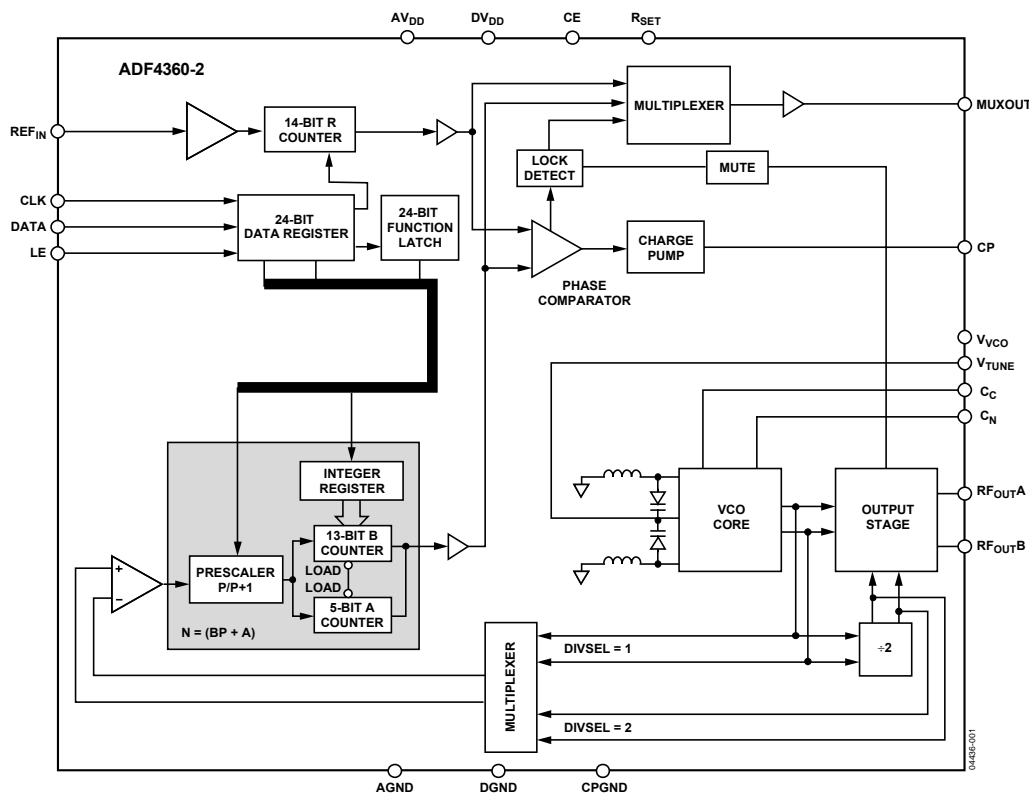 AVDD
DVDD
CE
RSET
ADF4360-2
MULTIPLEXER
MUXOUT
REFIN
14-BIT R
COUNTER
LOCK
DETECT
MUTE
CLK
DATA
LE
24-BIT
DATA REGISTER
24-BIT
FUNCTION
LATCH
CHARGE
PUMP
CP
PHASE
COMPARATOR
VVCO
VTUNE
CC
CN
INTEGER
REGISTER
VCO
CORE
OUTPUT
STAGE
RFOUTA
RFOUTB
13-BIT B
COUNTER
LOAD
LOAD
PRESCALER
P/P+1
+
−
5-BIT A
COUNTER
N = (BP + A)
MULTIPLEXER
DIVSEL = 1
÷2
DIVSEL = 2
04436-001
AGND
DGND
CPGND